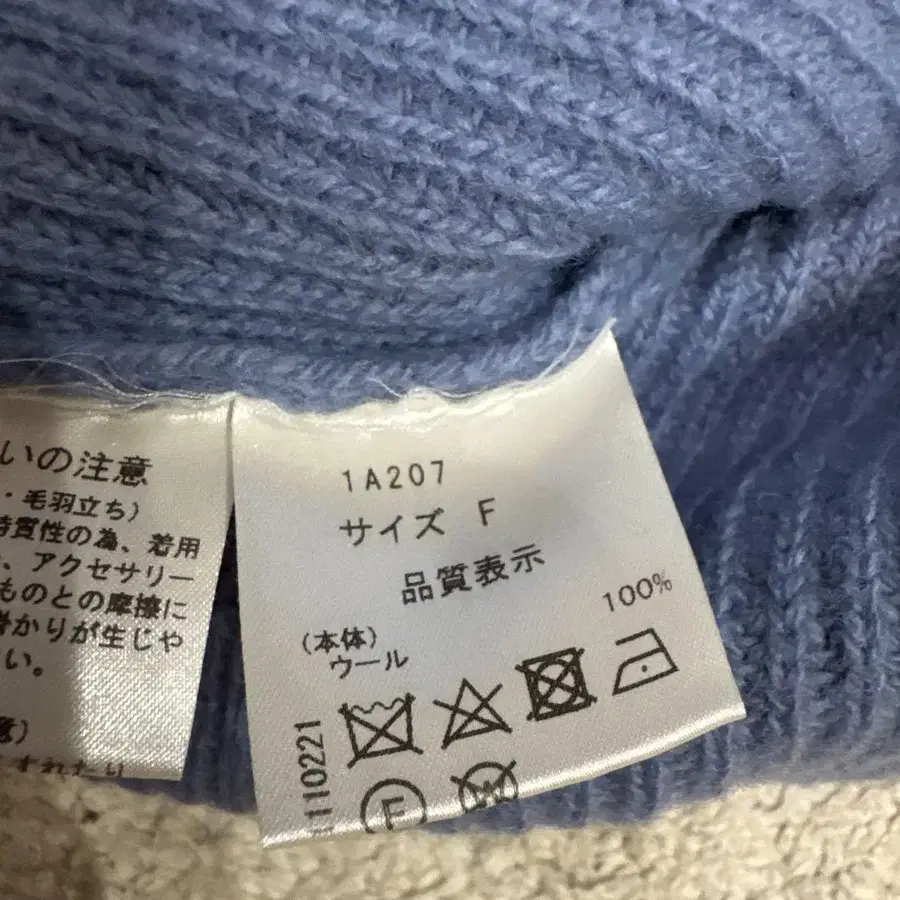 いの注意
・毛羽立ち)
特質性の為、着用
、アクセサリー
ものとの摩擦に
掛かりが生じや
い。
1A207
サイズ F
品質表示
100%
(本体)
ウール
110221
F
W